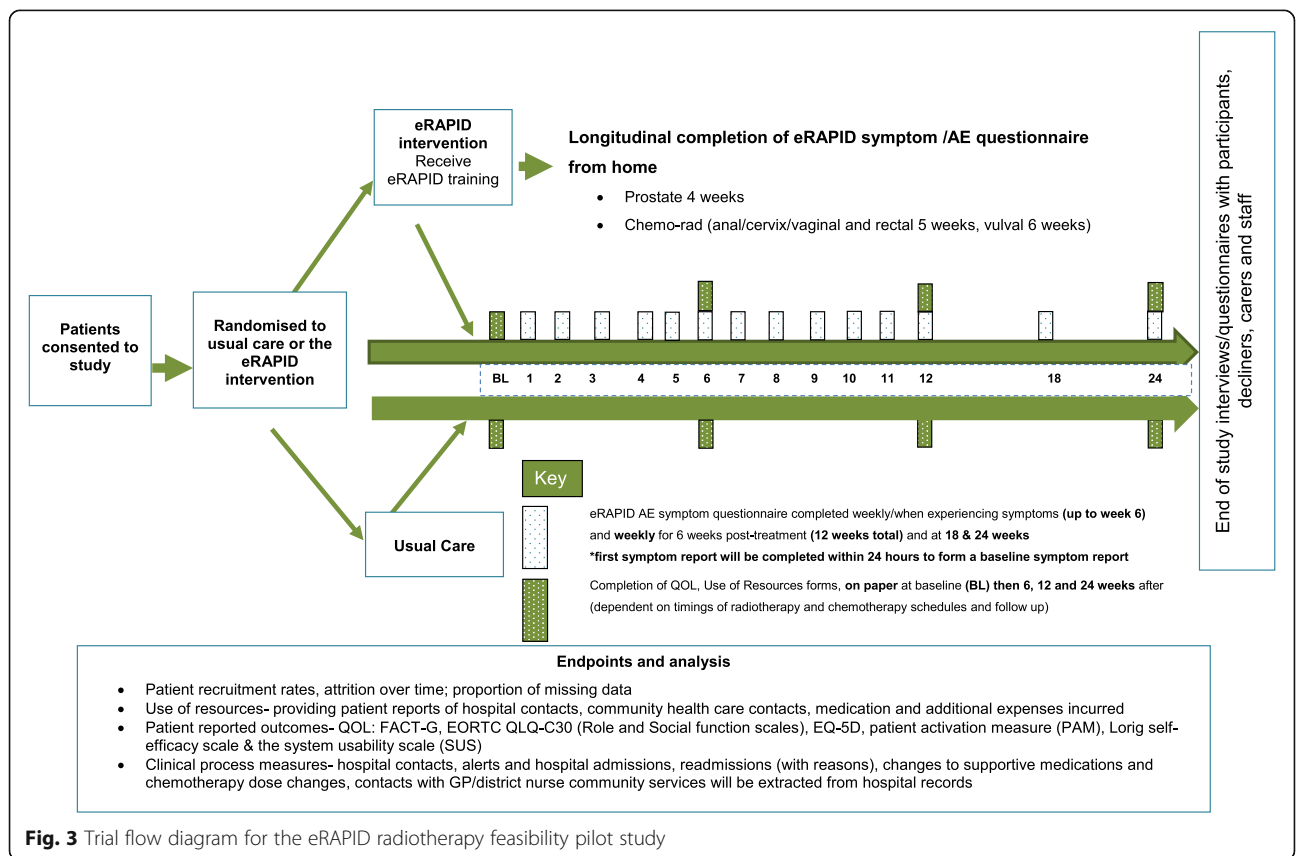 eRAPID
intervention
Receive
eRAPID training
Longitudinal completion of eRAPID symptom /AE questionnaire
from home
• Prostate 4 weeks
• Chemo-rad (anal/cervix/vaginal and rectal 5 weeks, vulval 6 weeks)
Patients
consented to
study
Randomised to
usual care or the
eRAPID
intervention
BL 1 2 3 4 5 6 7 8 9 10 11 12 18 24
Usual Care
End of study interviews/questionnaires with participants,
decliners, carers and staff
Key
eRAPID AE symptom questionnaire completed weekly/when experiencing symptoms (up to week 6)
and weekly for 6 weeks post-treatment (12 weeks total) and at 18 & 24 weeks
*first symptom report will be completed within 24 hours to form a baseline symptom report
Completion of QOL, Use of Resources forms, on paper at baseline (BL) then 6, 12 and 24 weeks after
(dependent on timings of radiotherapy and chemotherapy schedules and follow up)
Endpoints and analysis
• Patient recruitment rates, attrition over time; proportion of missing data
• Use of resources- providing patient reports of hospital contacts, community health care contacts, medication and additional expenses incurred
• Patient reported outcomes- QOL: FACT-G, EORTC QLQ-C30 (Role and Social function scales), EQ-5D, patient activation measure (PAM), Lorig self-
efficacy scale & the system usability scale (SUS)
• Clinical process measures- hospital contacts, alerts and hospital admissions, readmissions (with reasons), changes to supportive medications and
chemotherapy dose changes, contacts with GP/district nurse community services will be extracted from hospital records
Fig. 3 Trial flow diagram for the eRAPID radiotherapy feasibility pilot study